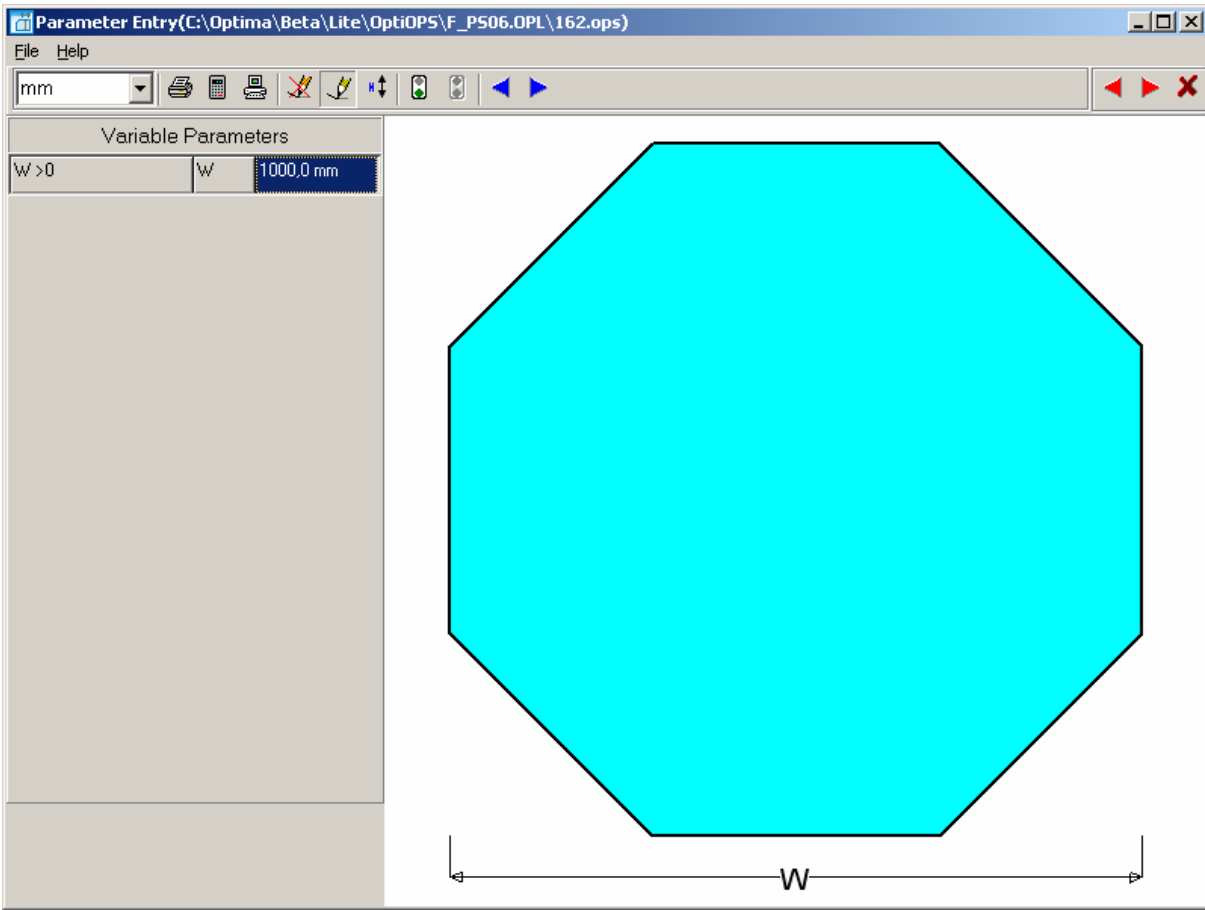 Parameter Entry(C:\Optima\Beta\Lite\OptiOPS\F_PS06.OPL\162.ops)
File Help
mm
Variable Parameters
W >0 W 1000,0 mm
W